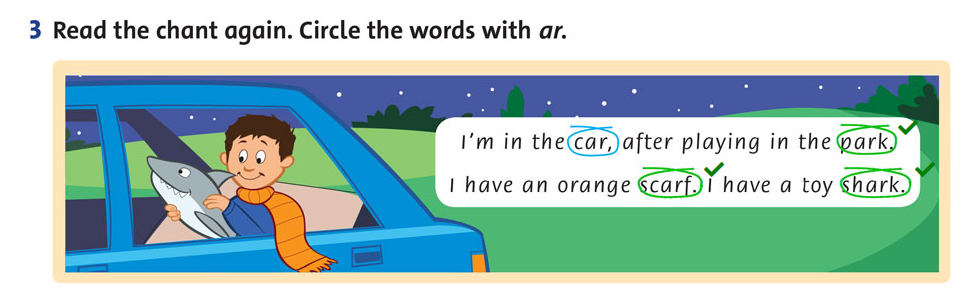 3 Read the chant again. Circle the words with ar.
I'm in the car, after playing in the park.
I have an orange scarf. I have a toy shark.